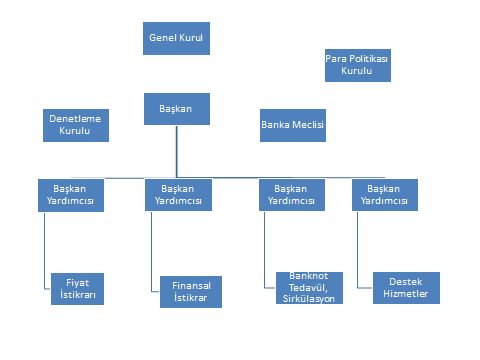 Genel Kurul
Para Politikası
Kurulu
Başkan
Denetleme
Kurulu
Banka Meclisi
Başkan
Yardımcısı
Başkan
Yardımcısı
Başkan
Yardımcısı
Başkan
Yardımcısı
Fiyat
İstikrarı
Finansal
İstikrar
Banknot
Tedavül,
Sirkülasyon
Destek
Hizmetler